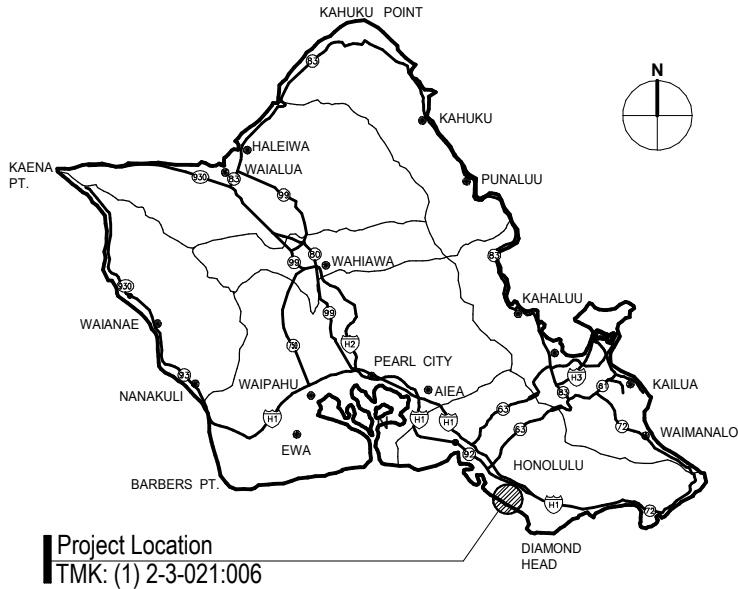 KAHUKU POINT
83
N
KAHUKU
HALEIWA
KAENA
PT.
930
WAIALUA
83
PUNALUU
99
99
80
WAHIAWA
83
930
KAHALUU
WAIANAE
99
H2
PEARL CITY
H3
93
NANAKULI
WAIPAHU
AIEA
83
KAILUA
H1
H1
H1
63
63
72
WAIMANALO
EWA
92
HONOLULU
BARBERS PT.
H1
72
Project Location
TMK: (1) 2-3-021:006
DIAMOND
HEAD